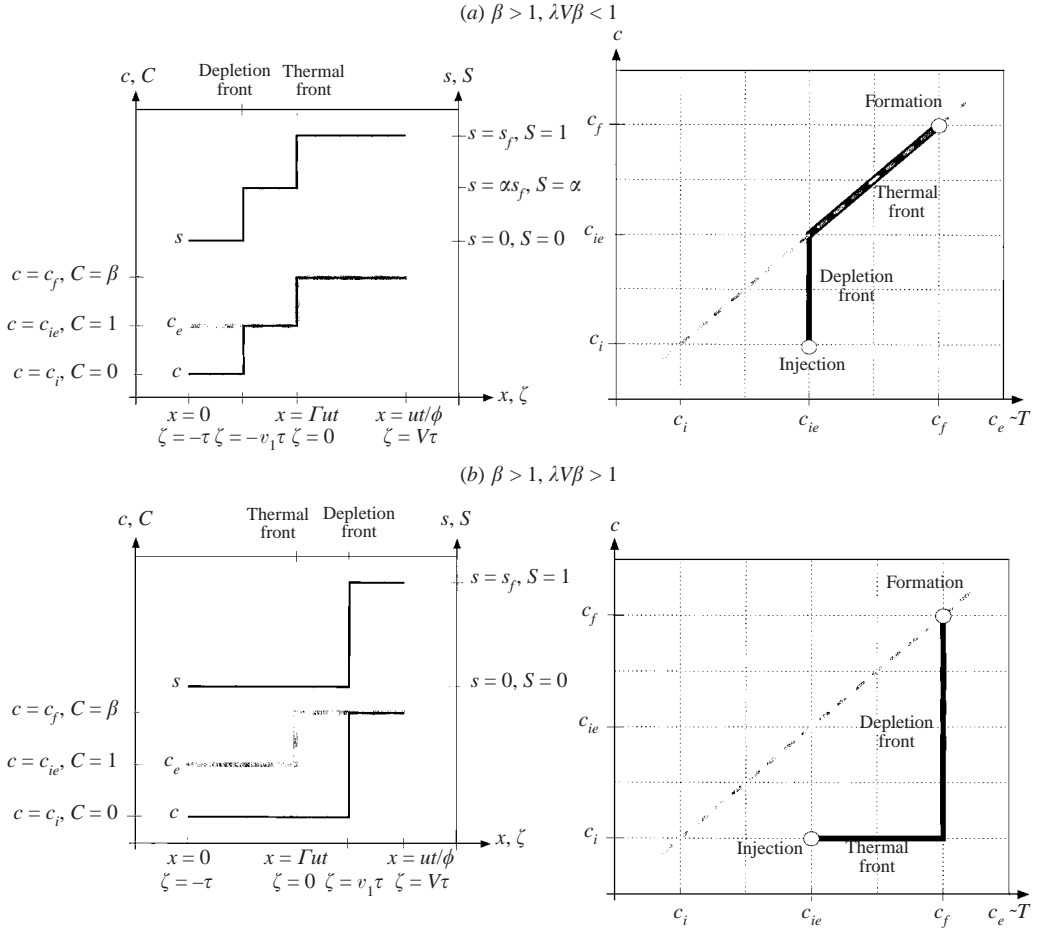 (a) β > 1, λVβ < 1
c, C
Depletion front
Thermal front
s, S
s = s_f, S = 1
s = αs_f, S = α
s = 0, S = 0
s
c = c_f, C = β
c = c_ie, C = 1
c_e
c = c_i, C = 0
c
x, ζ
x = 0
x = Γut
x = ut/ϕ
ζ = −τ
ζ = −v_1τ
ζ = 0
ζ = Vτ
c
Formation
c_f
Thermal front
c_ie
Depletion front
c_i
Injection
c_i
c_ie
c_f
c_e ~T
(b) β > 1, λVβ > 1
c, C
Thermal front
Depletion front
s, S
s = s_f, S = 1
s
s = 0, S = 0
c = c_f, C = β
c = c_ie, C = 1
c_e
c = c_i, C = 0
c
x, ζ
x = 0
x = Γut
x = ut/ϕ
ζ = −τ
ζ = 0
ζ = v_1τ
ζ = Vτ
c
Formation
c_f
c_ie
Depletion front
c_i
Injection
Thermal front
c_i
c_ie
c_f
c_e ~T